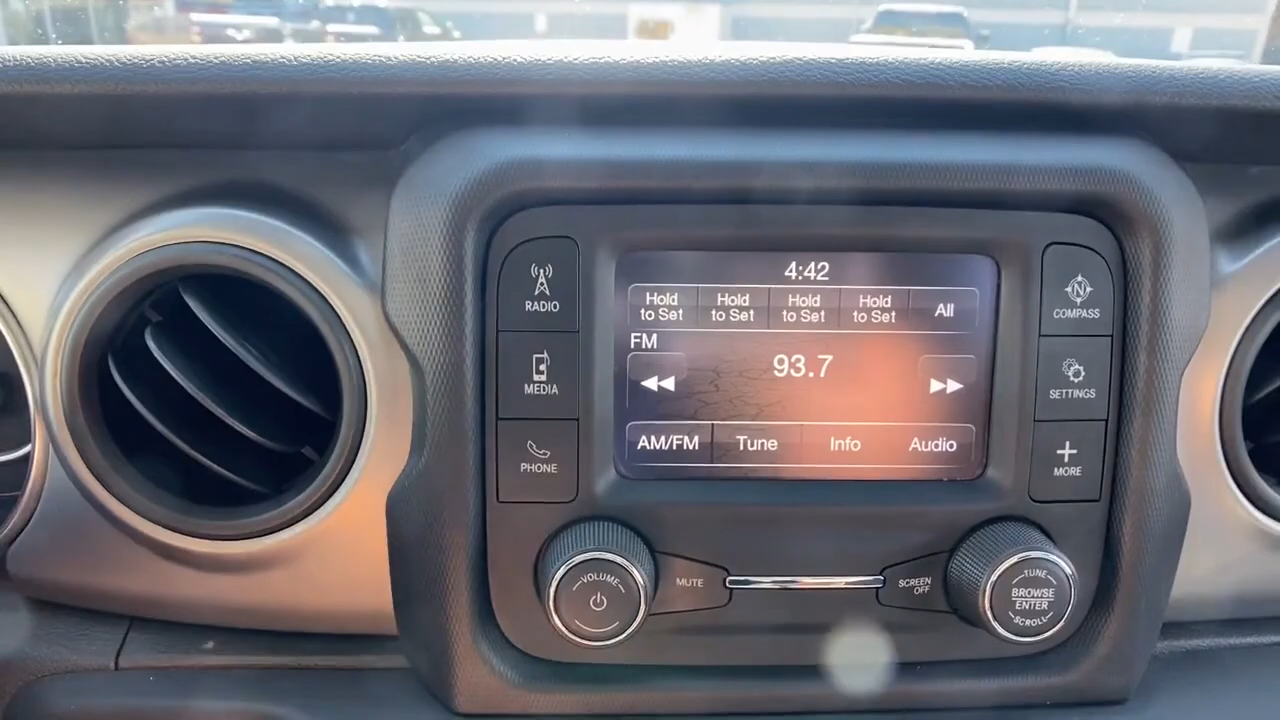 4:42
Hold to Set
Hold to Set
Hold to Set
Hold to Set
All
FM
93.7
AM/FM
Tune
Info
Audio
RADIO
MEDIA
PHONE
N
COMPASS
SETTINGS
MORE
VOLUME
MUTE
SCREEN
OFF
TUNE
BROWSE
ENTER
SCROLL